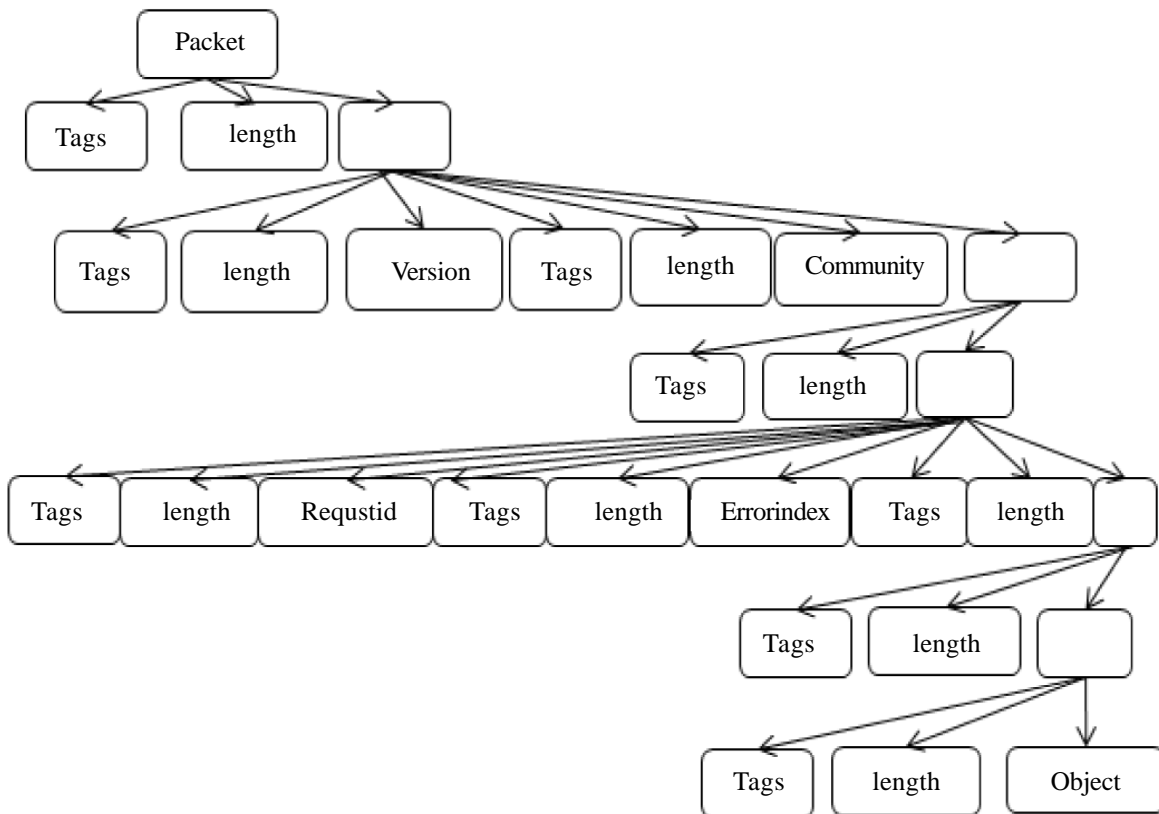 Packet
Tags length
Tags length Version Tags length Community
Tags length
Tags length Requstid Tags length Errorindex Tags length
Tags length
Tags length Object